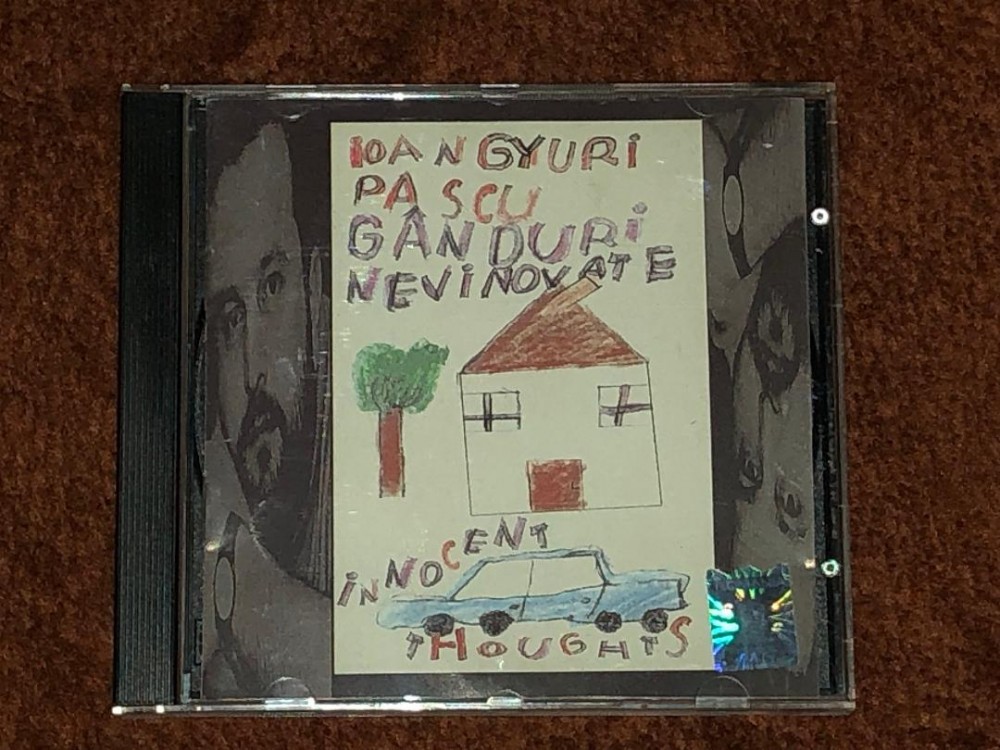 IOAN GYURI
PASCU
GÂNDURI
NEVINOVATE
INNOCENT
THOUGHTS